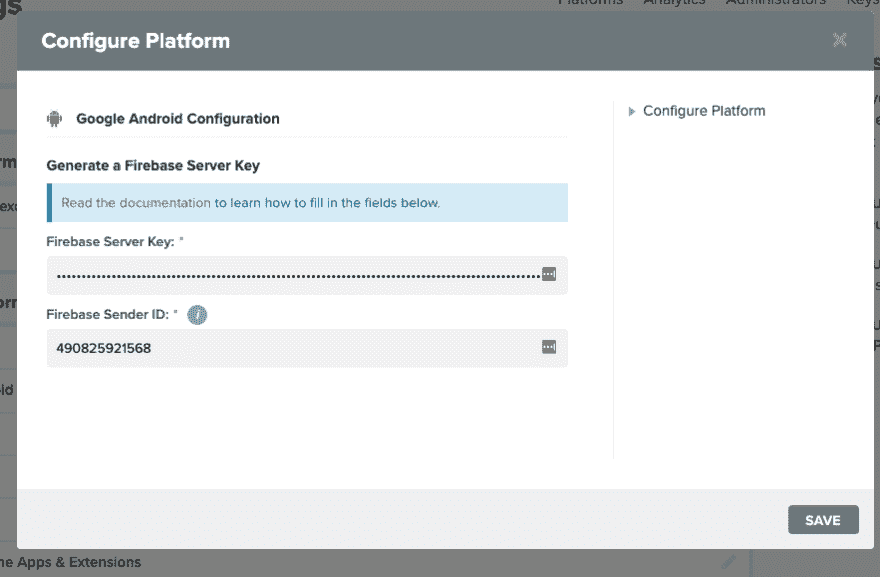 Platforms Analytics Administrators Keys
Configure Platform
Google Android Configuration
Configure Platform
Generate a Firebase Server Key
Read the documentation to learn how to fill in the fields below.
Firebase Server Key: *
Firebase Sender ID: * i
490825921568
SAVE
Apps & Extensions